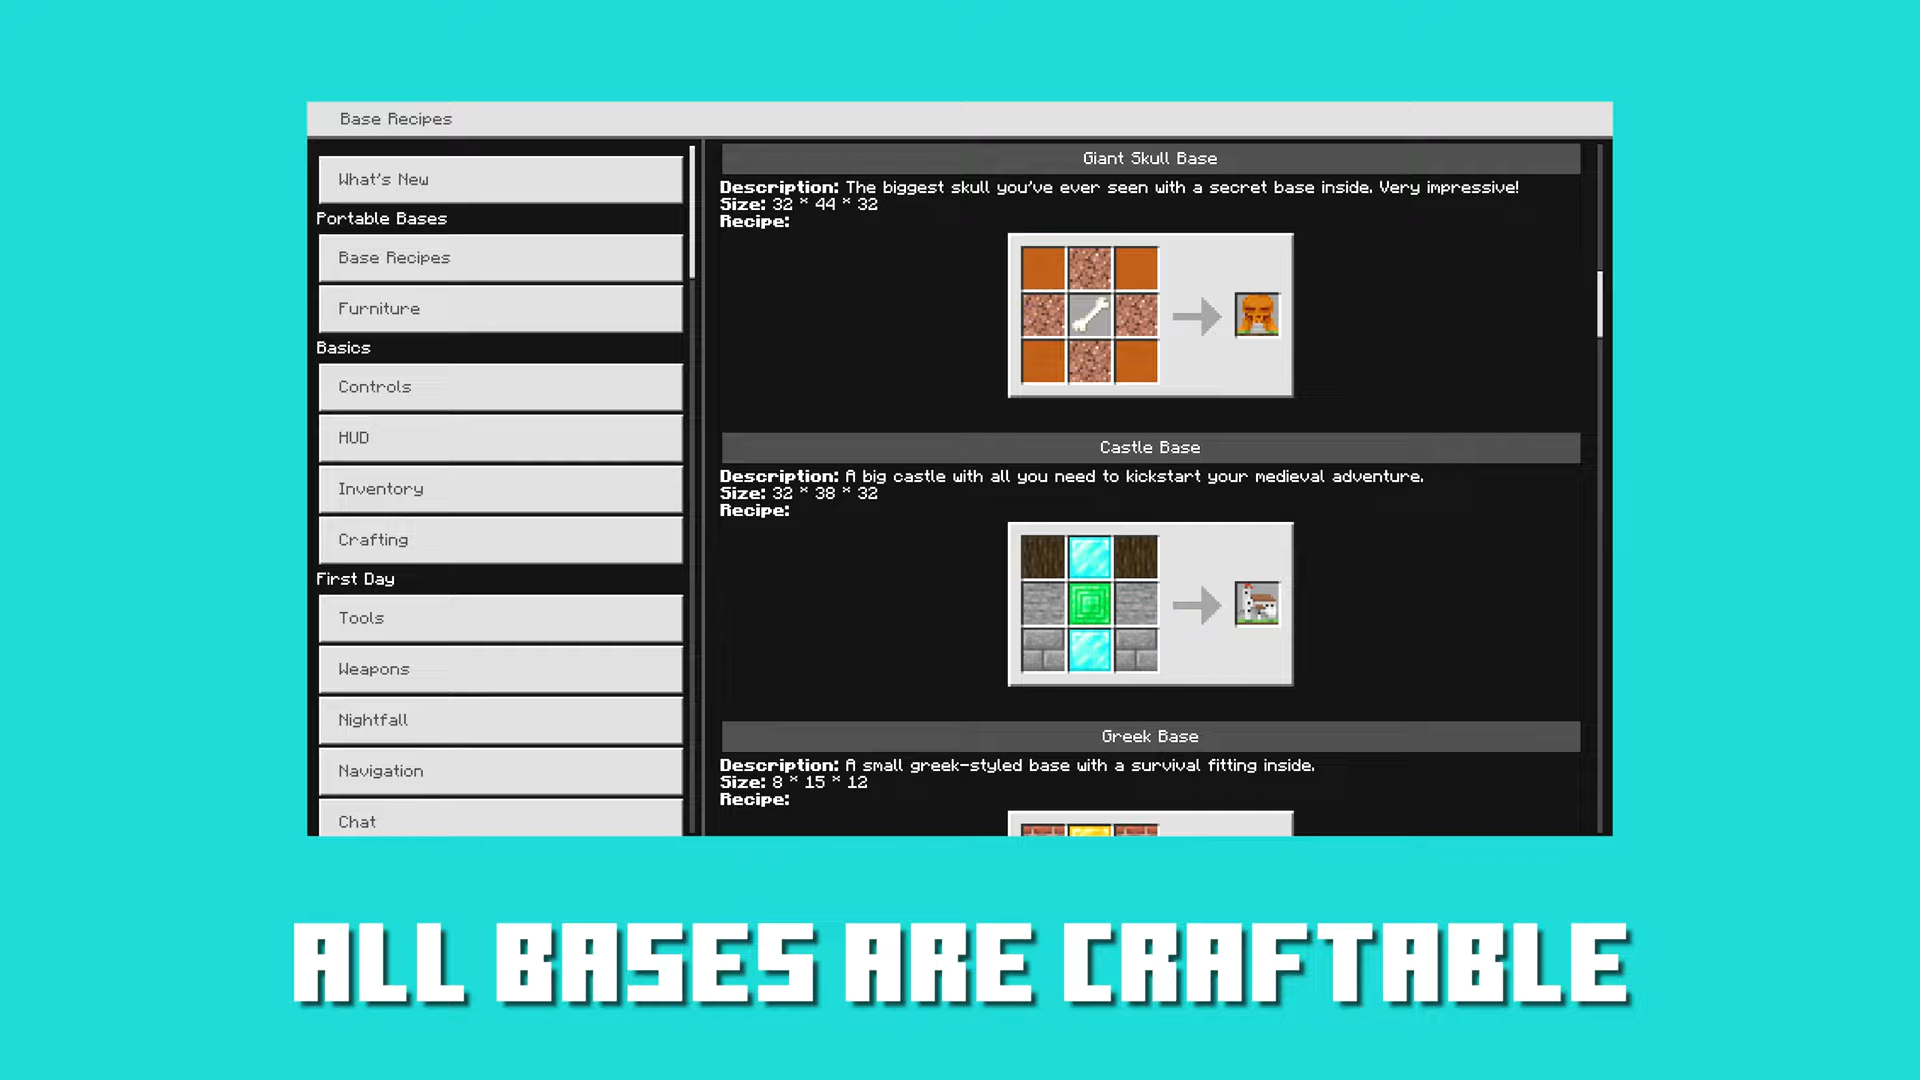 Base Recipes
What's New
Portable Bases
Base Recipes
Furniture
Basics
Controls
HUD
Inventory
Crafting
First Day
Tools
Weapons
Nightfall
Navigation
Chat
Giant Skull Base
Description: The biggest skull you've ever seen with a secret base inside. Very impressive!
Size: 32 * 44 * 32
Recipe:
Castle Base
Description: A big castle with all you need to kickstart your medieval adventure.
Size: 32 * 38 * 32
Recipe:
Greek Base
Description: A small greek-styled base with a survival fitting inside.
Size: 8 * 15 * 12
Recipe:
ALL BASES ARE CRAFTABLE